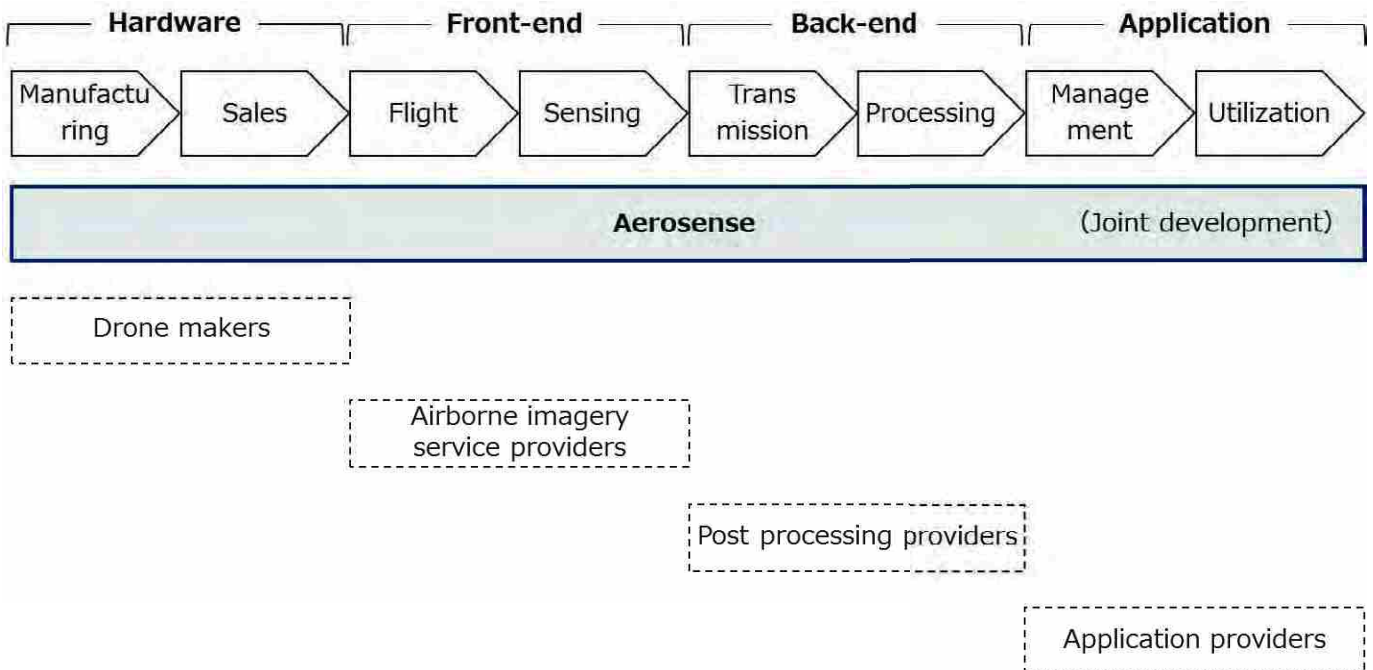 Hardware Front-end Back-end Application
Manufactu
ring
Sales
Flight
Sensing
Trans
mission
Processing
Manage
ment
Utilization
Aerosense (Joint development)
Drone makers
Airborne imagery
service providers
Post processing providers
Application providers